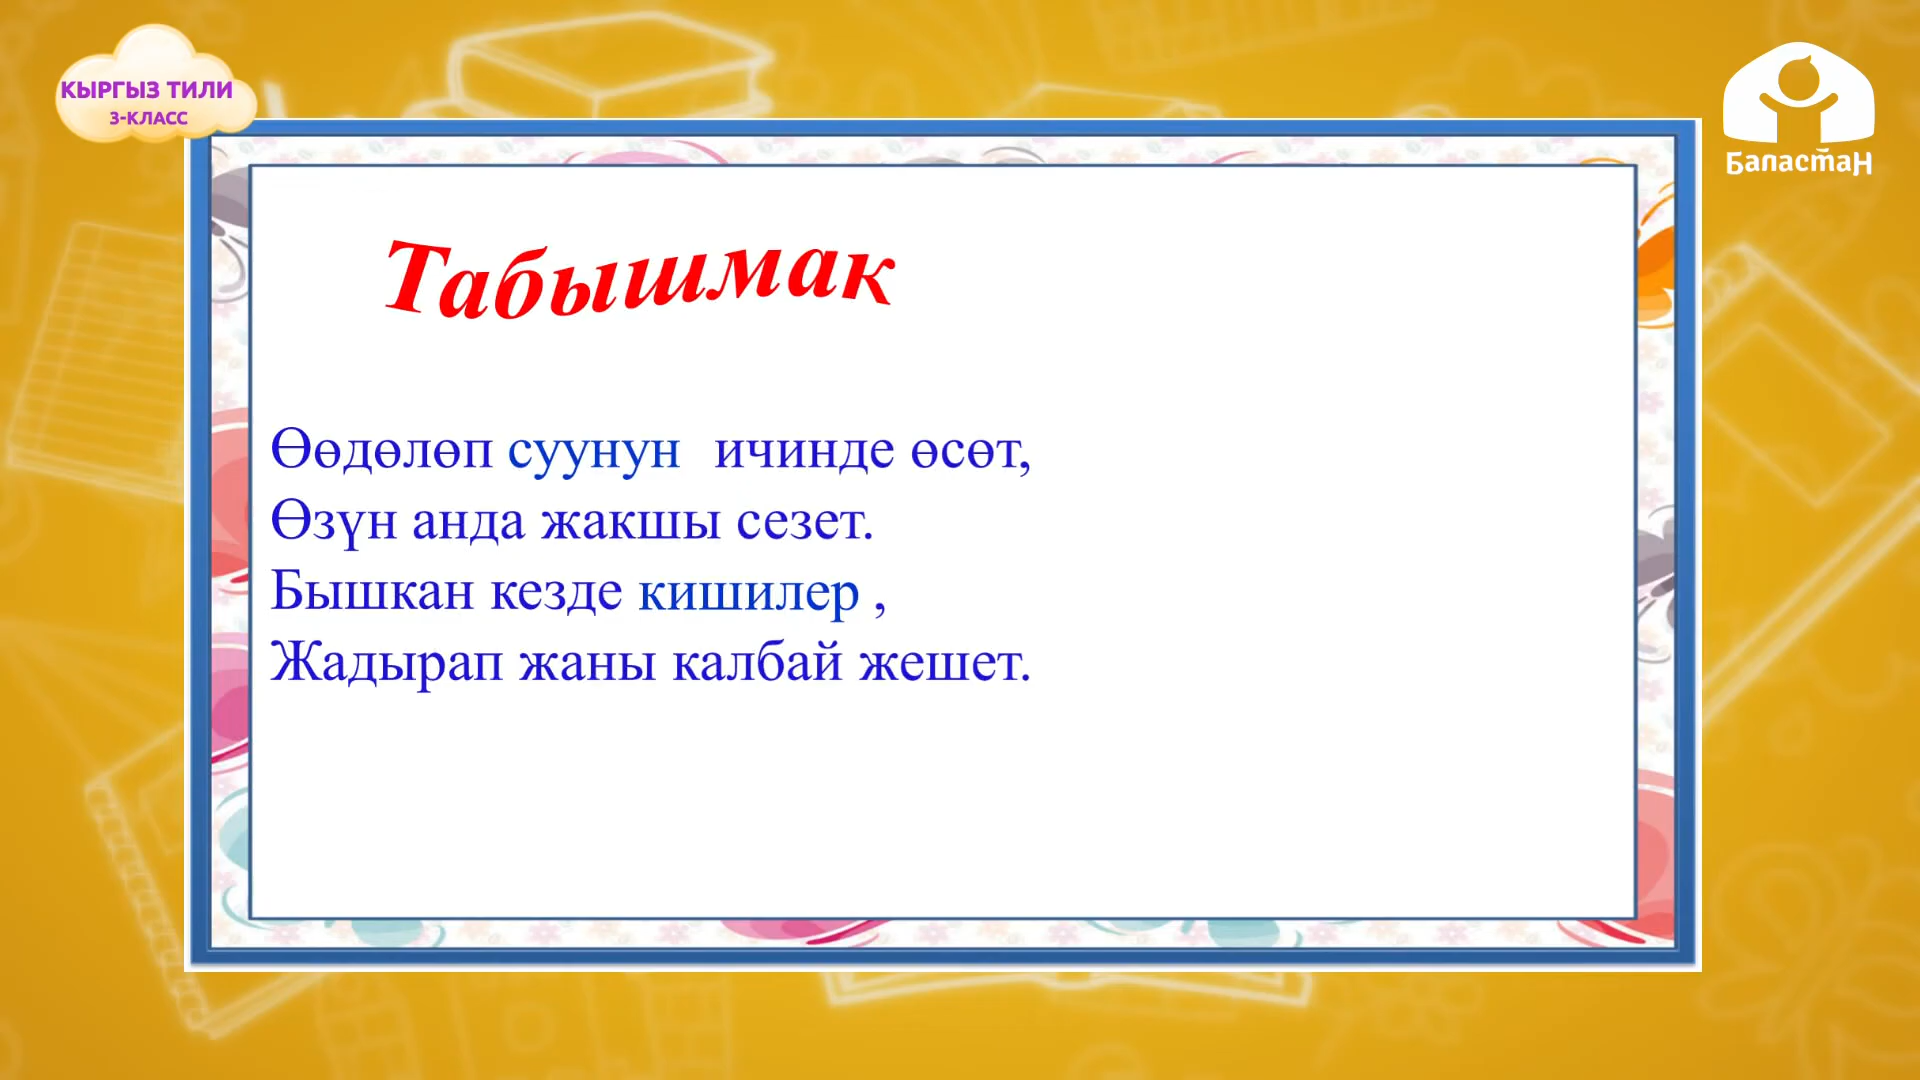 КЫРГЫЗ ТИЛИ
3-КЛАСС
Баластан
Табышмак
Өөдөлөп суунун ичинде өсөт,
Өзүн анда жакшы сезет.
Бышкан кезде кишилер ,
Жадырап жаны калбай жешет.